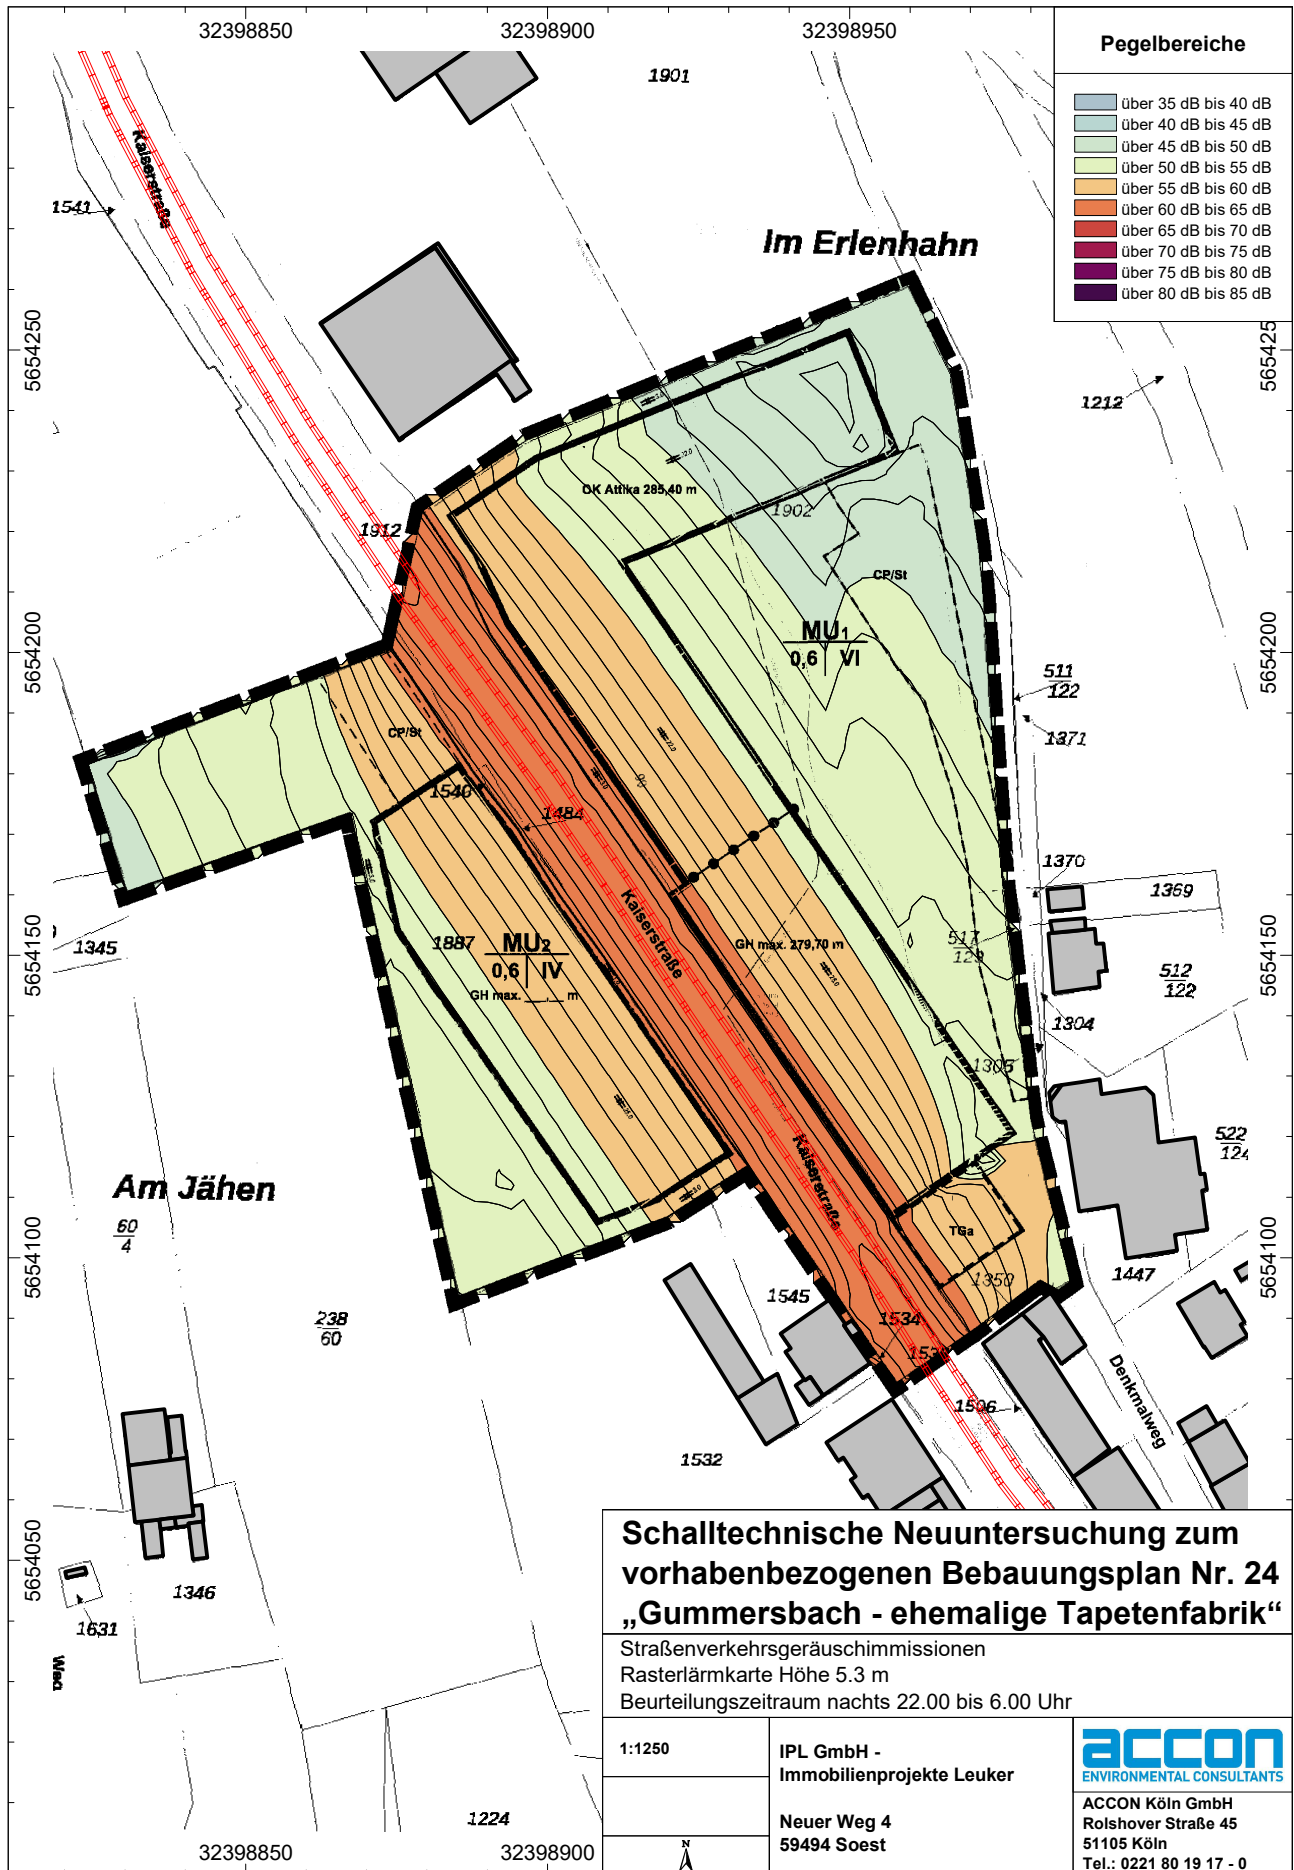 32398850
32398900
32398950
Pegelbereiche
über 35 dB bis 40 dB
über 40 dB bis 45 dB
über 45 dB bis 50 dB
über 50 dB bis 55 dB
über 55 dB bis 60 dB
über 60 dB bis 65 dB
über 65 dB bis 70 dB
über 70 dB bis 75 dB
über 75 dB bis 80 dB
über 80 dB bis 85 dB
1901
Kaiserstraße
1541
Im Erlenhahn
5654250
1212
OK Attika 285,40 m
1902
1912
CP/St
MU1
0,6 VI
5654200
5654200
511
122
1371
CP/St
1546
1484
1370
1369
Kaiserstraße
1345
1887
MU2
0,6 IV
GH max. ____ m
GH max. 279,70 m
517
129
512
122
5654150
5654150
1304
1305
Kaiserstraße
522
Am Jähen
60
4
TGa
1350
1447
5654100
5654100
1545
1534
238
60
1506
Denkmalweg
1532
5654050
1346
1631
1224
Schalltechnische Neuuntersuchung zum
vorhabenbezogenen Bebauungsplan Nr. 24
„Gummersbach - ehemalige Tapetenfabrik“
Straßenverkehrsgeräuschimmissionen
Rasterlärmkarte Höhe 5.3 m
Beurteilungszeitraum nachts 22.00 bis 6.00 Uhr
1:1250
IPL GmbH -
Immobilienprojekte Leuker
Neuer Weg 4
59494 Soest
N
accon
ENVIRONMENTAL CONSULTANTS
ACCON Köln GmbH
Rolshover Straße 45
51105 Köln
Tel.: 0221 80 19 17 - 0
32398850
32398900